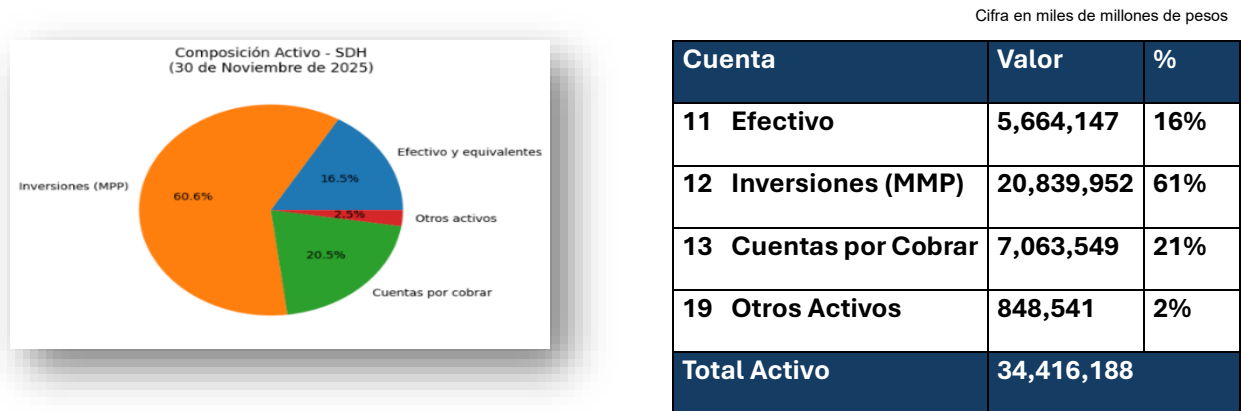 Cifra en miles de millones de pesos
Composición Activo - SDH
(30 de Noviembre de 2025)
Efectivo y equivalentes
16.5%
Inversiones (MPP)
60.6%
Otros activos
2.5%
20.5%
Cuentas por cobrar
Cuenta Valor %
11 Efectivo 5,664,147 16%
12 Inversiones (MMP) 20,839,952 61%
13 Cuentas por Cobrar 7,063,549 21%
19 Otros Activos 848,541 2%
Total Activo 34,416,188